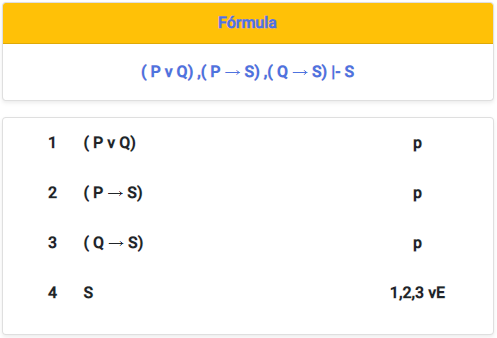 Fórmula
( P v Q) ,( P → S) ,( Q → S) |- S
1 ( P v Q) p
2 ( P → S) p
3 ( Q → S) p
4 S 1,2,3 vE